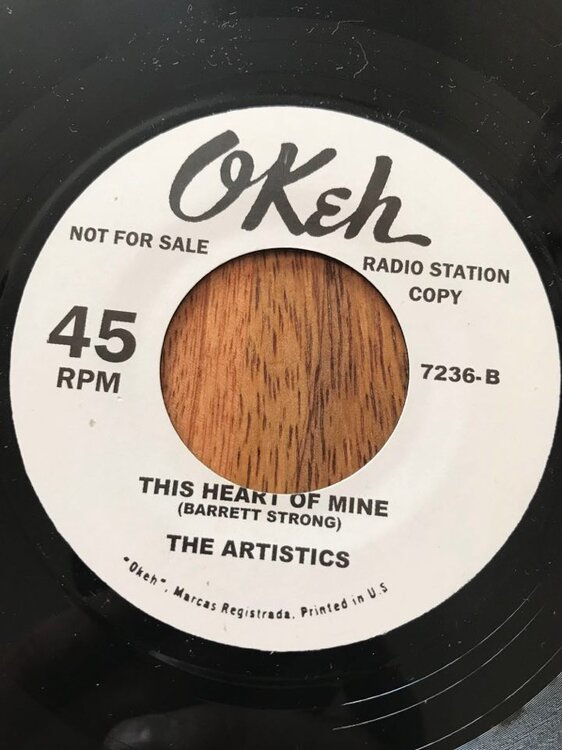 OKeh
NOT FOR SALE
RADIO STATION
COPY
45
RPM
7236-B
THIS HEART OF MINE
(BARRETT STRONG)
THE ARTISTICS
"Okeh", Marcas Registrada. Printed in U.S